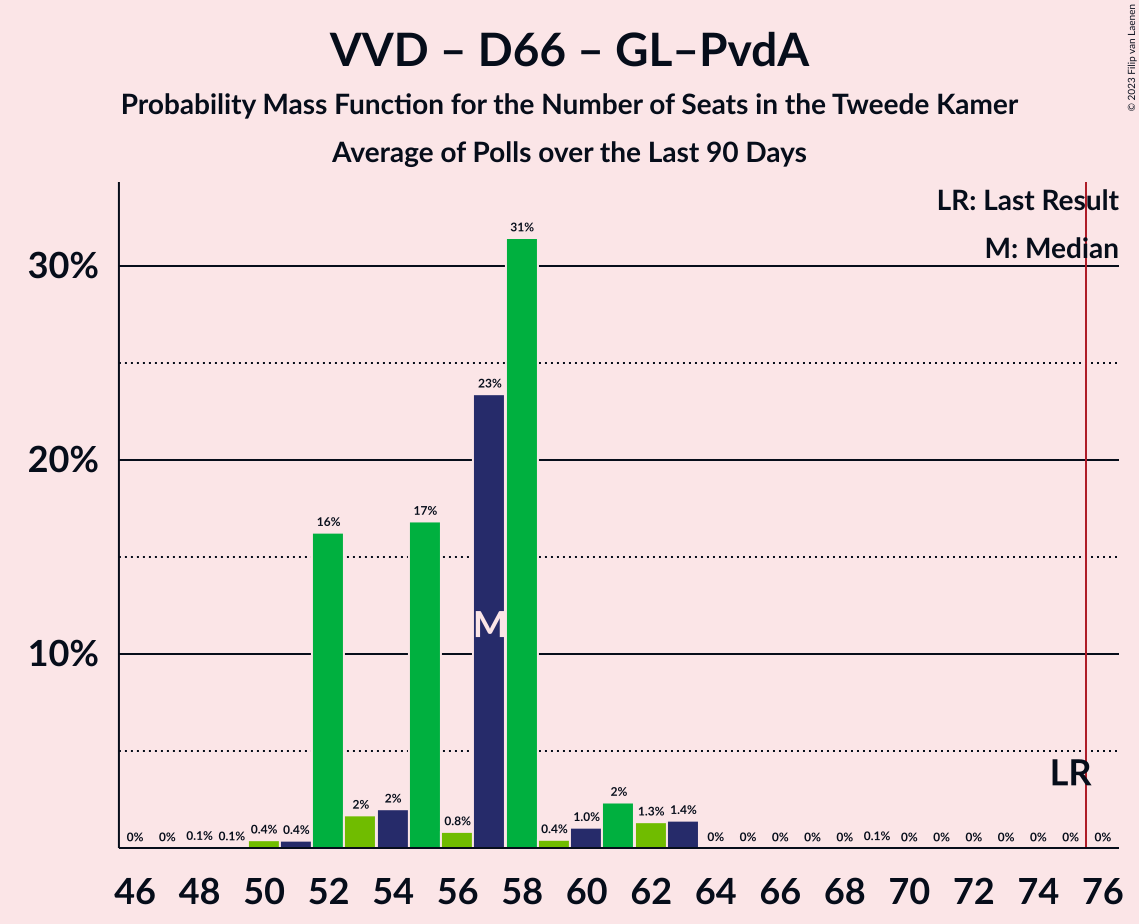 VVD – D66 – GL–PvdA
Probability Mass Function for the Number of Seats in the Tweede Kamer
Average of Polls over the Last 90 Days
© 2023 Filip van Laenen
LR: Last Result
M: Median
30%
20%
10%
0% 0% 0.1% 0.1% 0.4% 0.4% 16% 2% 2% 17% 0.8% 23% 31% 0.4% 1.0% 2% 1.3% 1.4% 0% 0% 0% 0% 0% 0.1% 0% 0% 0% 0% 0% 0% 0%
M
LR
46 48 50 52 54 56 58 60 62 64 66 68 70 72 74 76